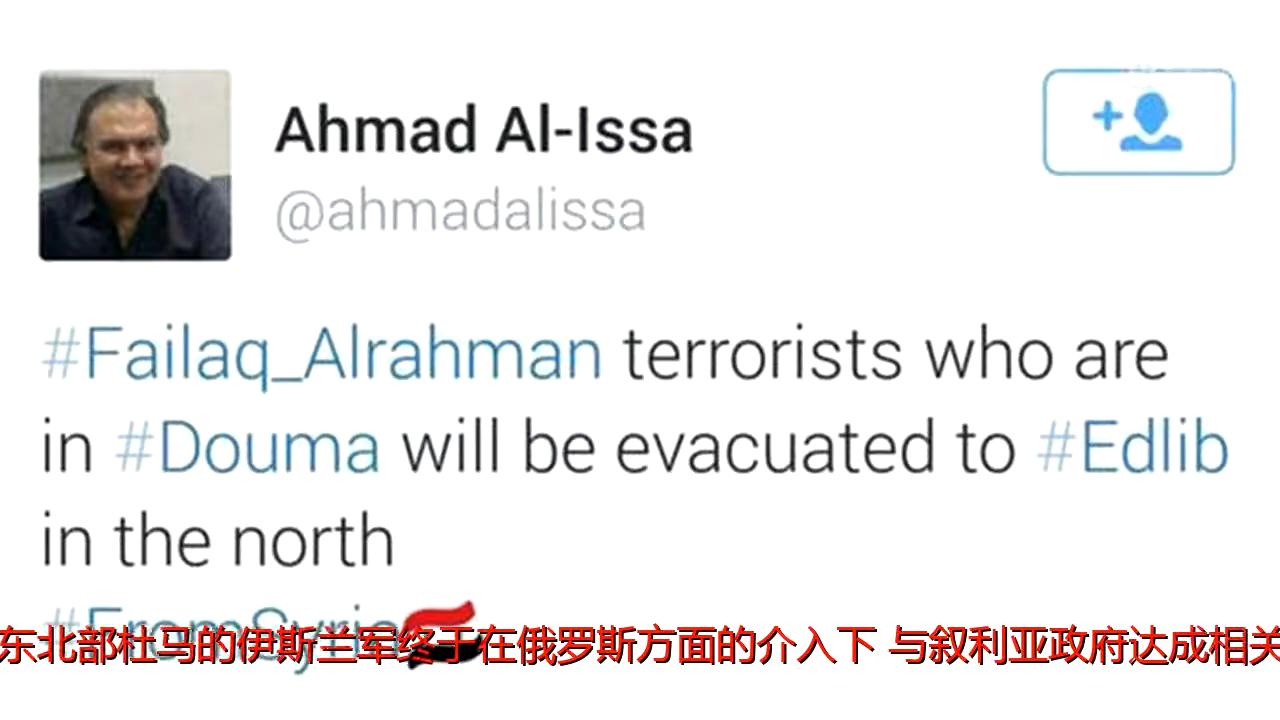 Ahmad Al-Issa
@ahmadalissa
#Failaq_Alrahman terrorists who are
in #Douma will be evacuated to #Edlib
in the north
#FromSyria
东北部杜马的伊斯兰军终于在俄罗斯方面的介入下 与叙利亚政府达成相关